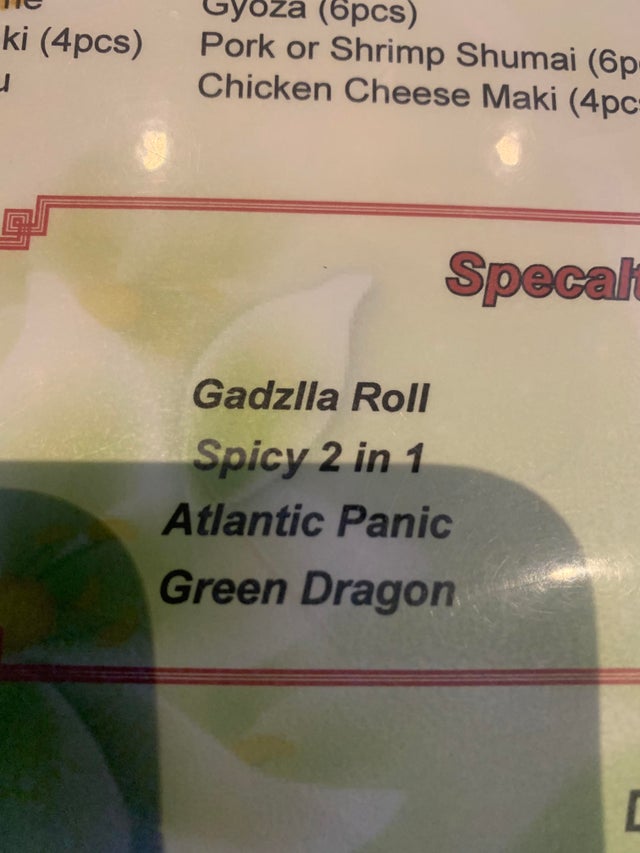 Gyoza (6pcs)
ki (4pcs)
Pork or Shrimp Shumai (6p
Chicken Cheese Maki (4pc
Specalt
Gadzlla Roll
Spicy 2 in 1
Atlantic Panic
Green Dragon